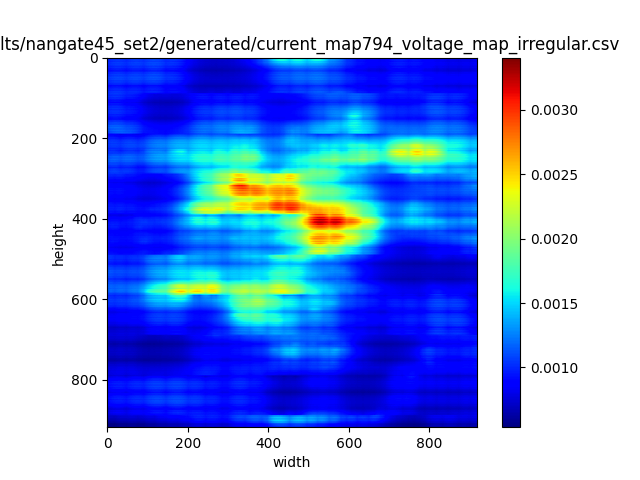 lts/nangate45_set2/generated/current_map794_voltage_map_irregular.csv
0
200
400
600
800
height
0 200 400 600 800
width
0.0030
0.0025
0.0020
0.0015
0.0010